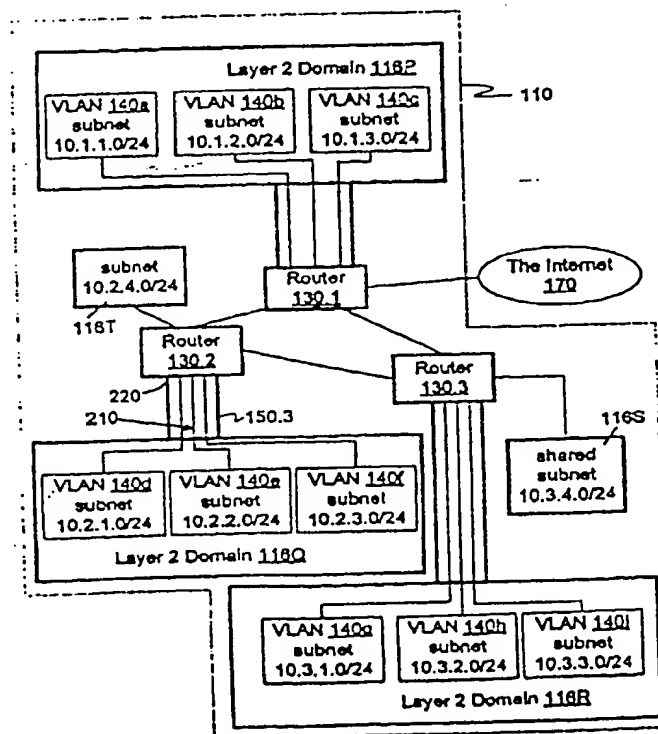 Layer 2 Domain 116P
110
VLAN 140a
subnet
10.1.1.0/24
VLAN 140b
subnet
10.1.2.0/24
VLAN 140c
subnet
10.1.3.0/24
subnet
10.2.4.0/24
116T
Router
130.1
The Internet
170
Router
130.2
Router
130.3
220
210
150.3
116S
shared
subnet
10.3.4.0/24
VLAN 140d
subnet
10.2.1.0/24
VLAN 140e
subnet
10.2.2.0/24
VLAN 140f
subnet
10.2.3.0/24
Layer 2 Domain 116Q
VLAN 140g
subnet
10.3.1.0/24
VLAN 140h
subnet
10.3.2.0/24
VLAN 140i
subnet
10.3.3.0/24
Layer 2 Domain 116R